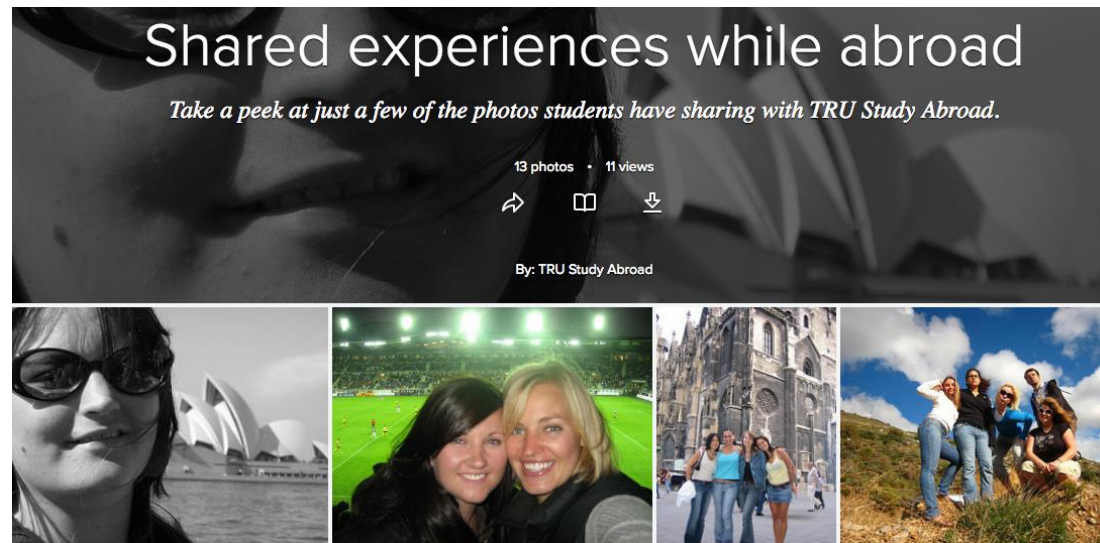 Shared experiences while abroad
Take a peek at just a few of the photos students have sharing with TRU Study Abroad.
13 photos • 11 views
By: TRU Study Abroad